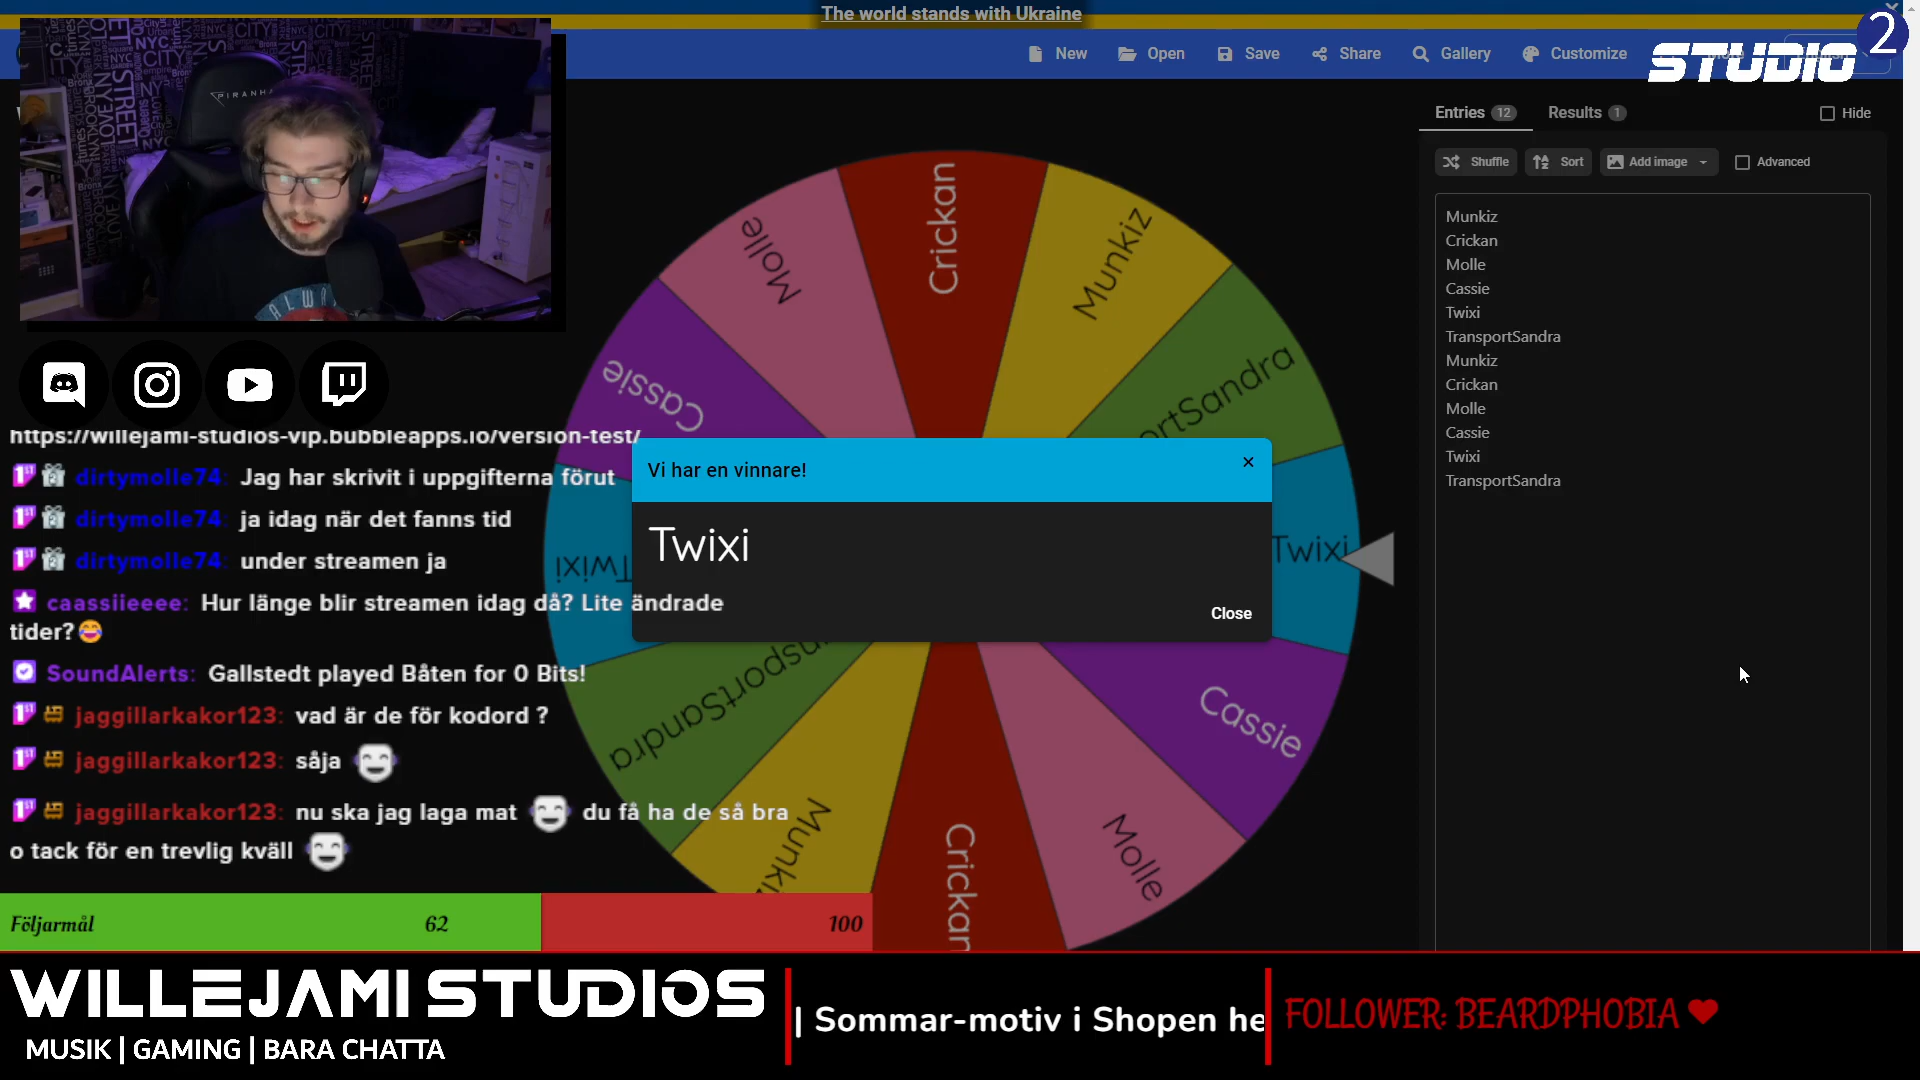 The world stands with Ukraine
New
Open
Save
Share
Gallery
Customize
STUDIO 2
PIRANHA
Entries 12
Results 1
Hide
Shuffle
Sort
Add image
Advanced
Munkiz
Crickan
Molle
Cassie
Twixi
TransportSandra
Munkiz
Crickan
Molle
Cassie
Twixi
TransportSandra
Crickan
Munkiz
ortSandra
Twixi
Cassie
Molle
Crickan
Munkiz
nsportSandra
Twixi
Cassie
Molle
Vi har en vinnare!
Twixi
Close
https://willejami-studios-vip.bubbleapps.io/version-test/
dirtymolle74: Jag har skrivit i uppgifterna förut
dirtymolle74: ja idag när det fanns tid
dirtymolle74: under streamen ja
caassiieeee: Hur länge blir streamen idag då? Lite ändrade
tider?😂
SoundAlerts: Gallstedt played Båten for 0 Bits!
jaggillarkakor123: vad är de för kodord ?
jaggillarkakor123: såja
jaggillarkakor123: nu ska jag laga mat du få ha de så bra
o tack för en trevlig kväll
Följarmål 62 100
WILLEJAMI STUDIOS
MUSIK | GAMING | BARA CHATTA
| Sommar-motiv i Shopen he
FOLLOWER: BEARDPHOBIA ❤